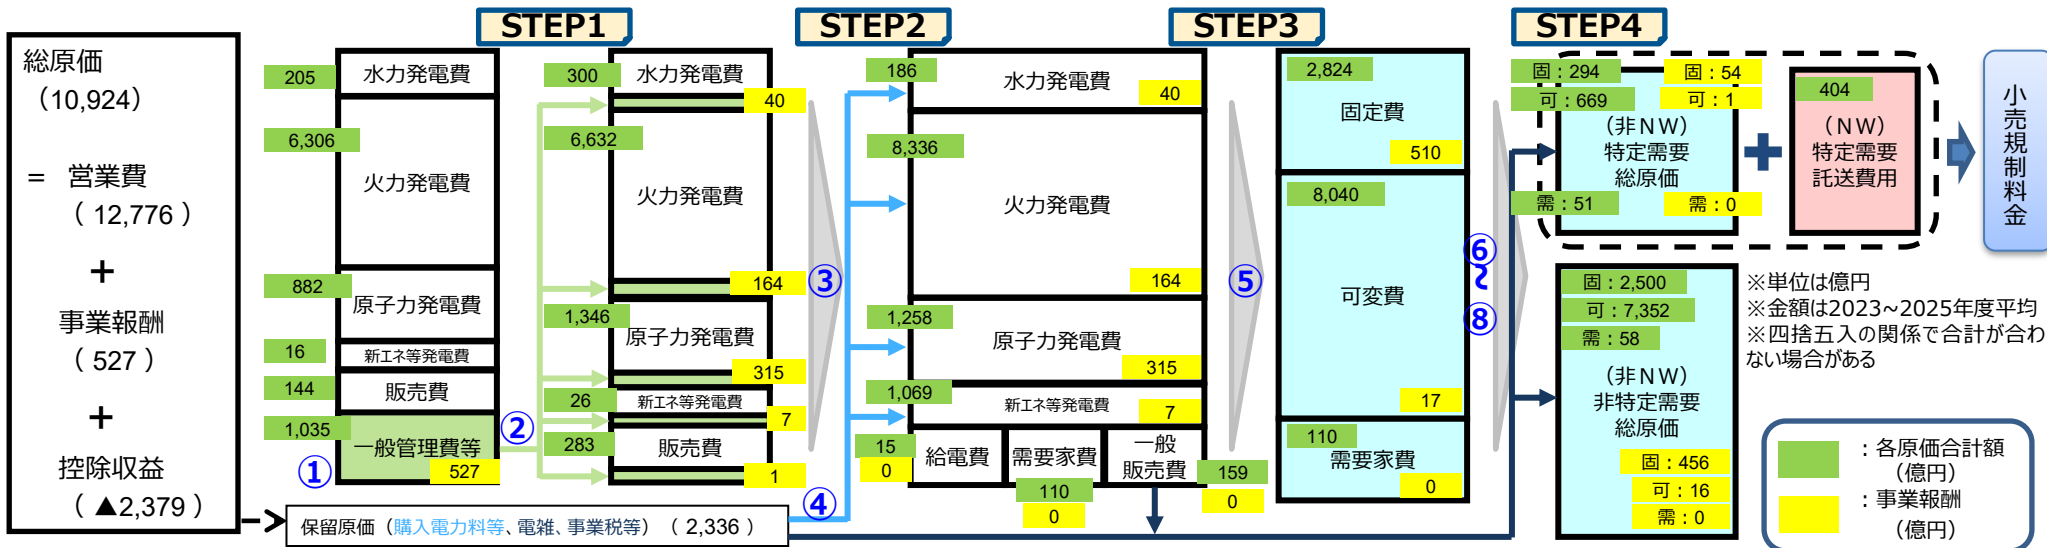 STEP1
STEP2
STEP3
STEP4
総原価
（10,924）
＝ 営業費
（ 12,776 ）
＋
事業報酬
（ 527 ）
＋
控除収益
（ ▲2,379 ）
205
水力発電費
6,306
火力発電費
882
原子力発電費
16
新エネ等発電費
144
販売費
1,035
一般管理費等
527
①
②
300
水力発電費
40
6,632
火力発電費
164
1,346
原子力発電費
315
26
新エネ等発電費
7
283
販売費
1
③
④
保留原価（購入電力料等、電雑、事業税等）（ 2,336 ）
186
水力発電費
40
8,336
火力発電費
164
1,258
原子力発電費
315
1,069
新エネ等発電費
7
15
0
給電費
需要家費
110
0
一般
販売費
159
0
⑤
2,824
固定費
510
8,040
可変費
17
110
需要家費
0
⑥
～
⑧
固：294
固：54
可：669
可：1
（非ＮＷ）
特定需要
総原価
需：51
需：0
404
（ＮＷ）
特定需要
託送費用
小売規制料金
固：2,500
可：7,352
需：58
（非ＮＷ）
非特定需要
総原価
固：456
可：16
需：0
※単位は億円
※金額は2023～2025年度平均
※四捨五入の関係で合計が合わ
ない場合がある
：各原価合計額
（億円）
：事業報酬
（億円）